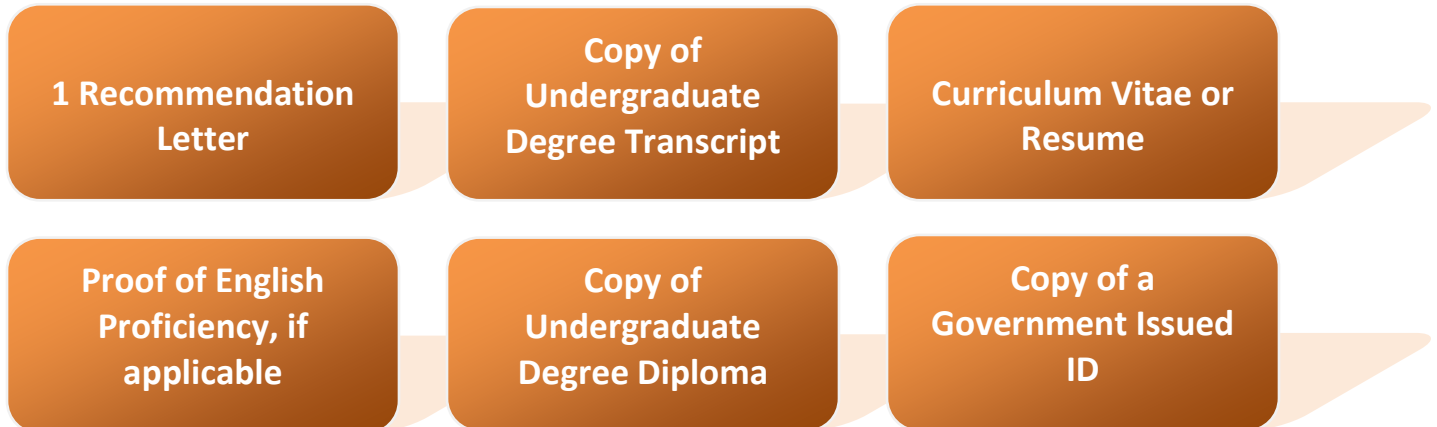 1 Recommendation
Letter
Copy of
Undergraduate
Degree Transcript
Curriculum Vitae or
Resume
Proof of English
Proficiency, if
applicable
Copy of
Undergraduate
Degree Diploma
Copy of a
Government Issued
ID